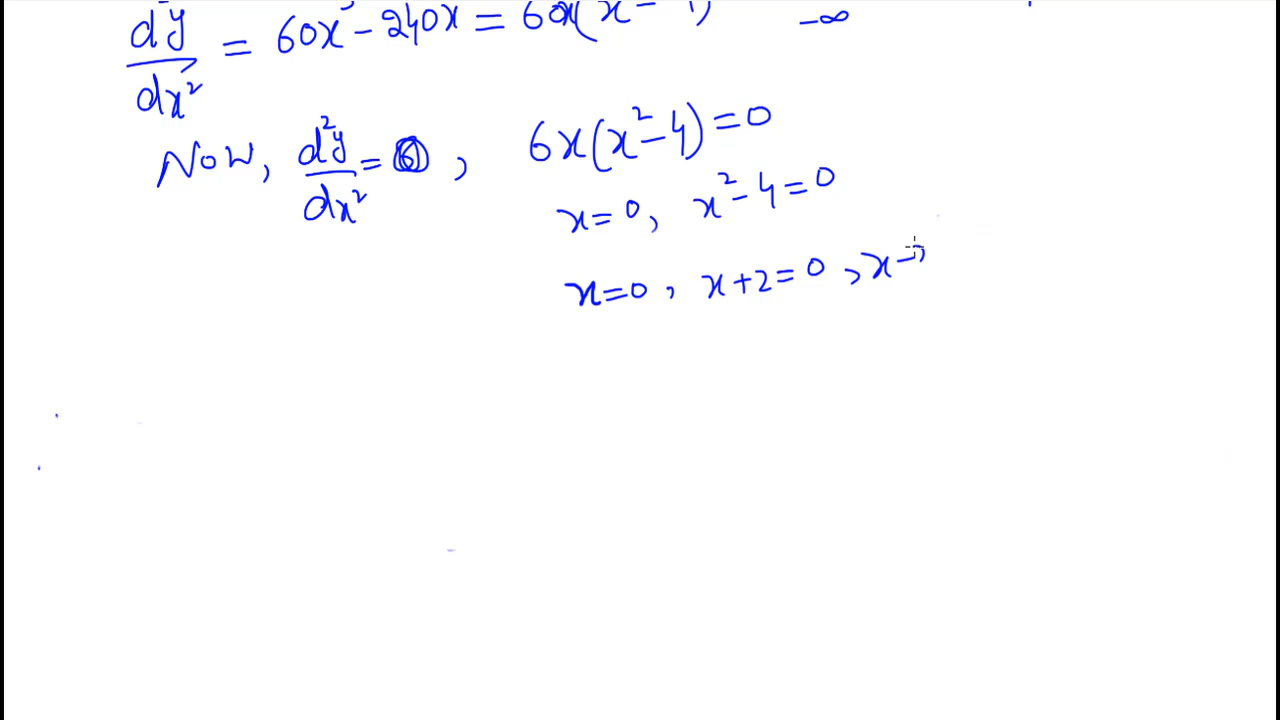 d²y/dx² = 60x³ - 240x = 60x(x² - 4) -∞
Now, d²y/dx² = 0, 6x(x² - 4) = 0
x = 0, x² - 4 = 0
x = 0, x + 2 = 0, x -